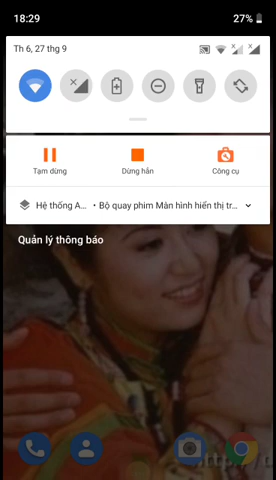 18:29 27%
Th 6, 27 thg 9
Tạm dừng Dừng hẳn Công cụ
Hệ thống A... • Bộ quay phim Màn hình hiển thị tr...
Quản lý thông báo
http://t